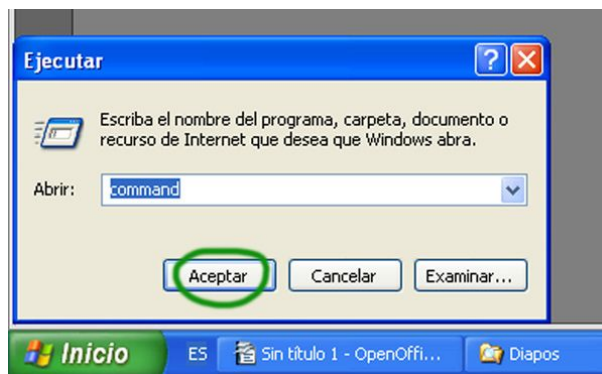 Ejecutar
Escriba el nombre del programa, carpeta, documento o
recurso de Internet que desea que Windows abra.
Abrir: command
Aceptar Cancelar Examinar...
Inicio ES Sin título 1 - OpenOffi... Diapos